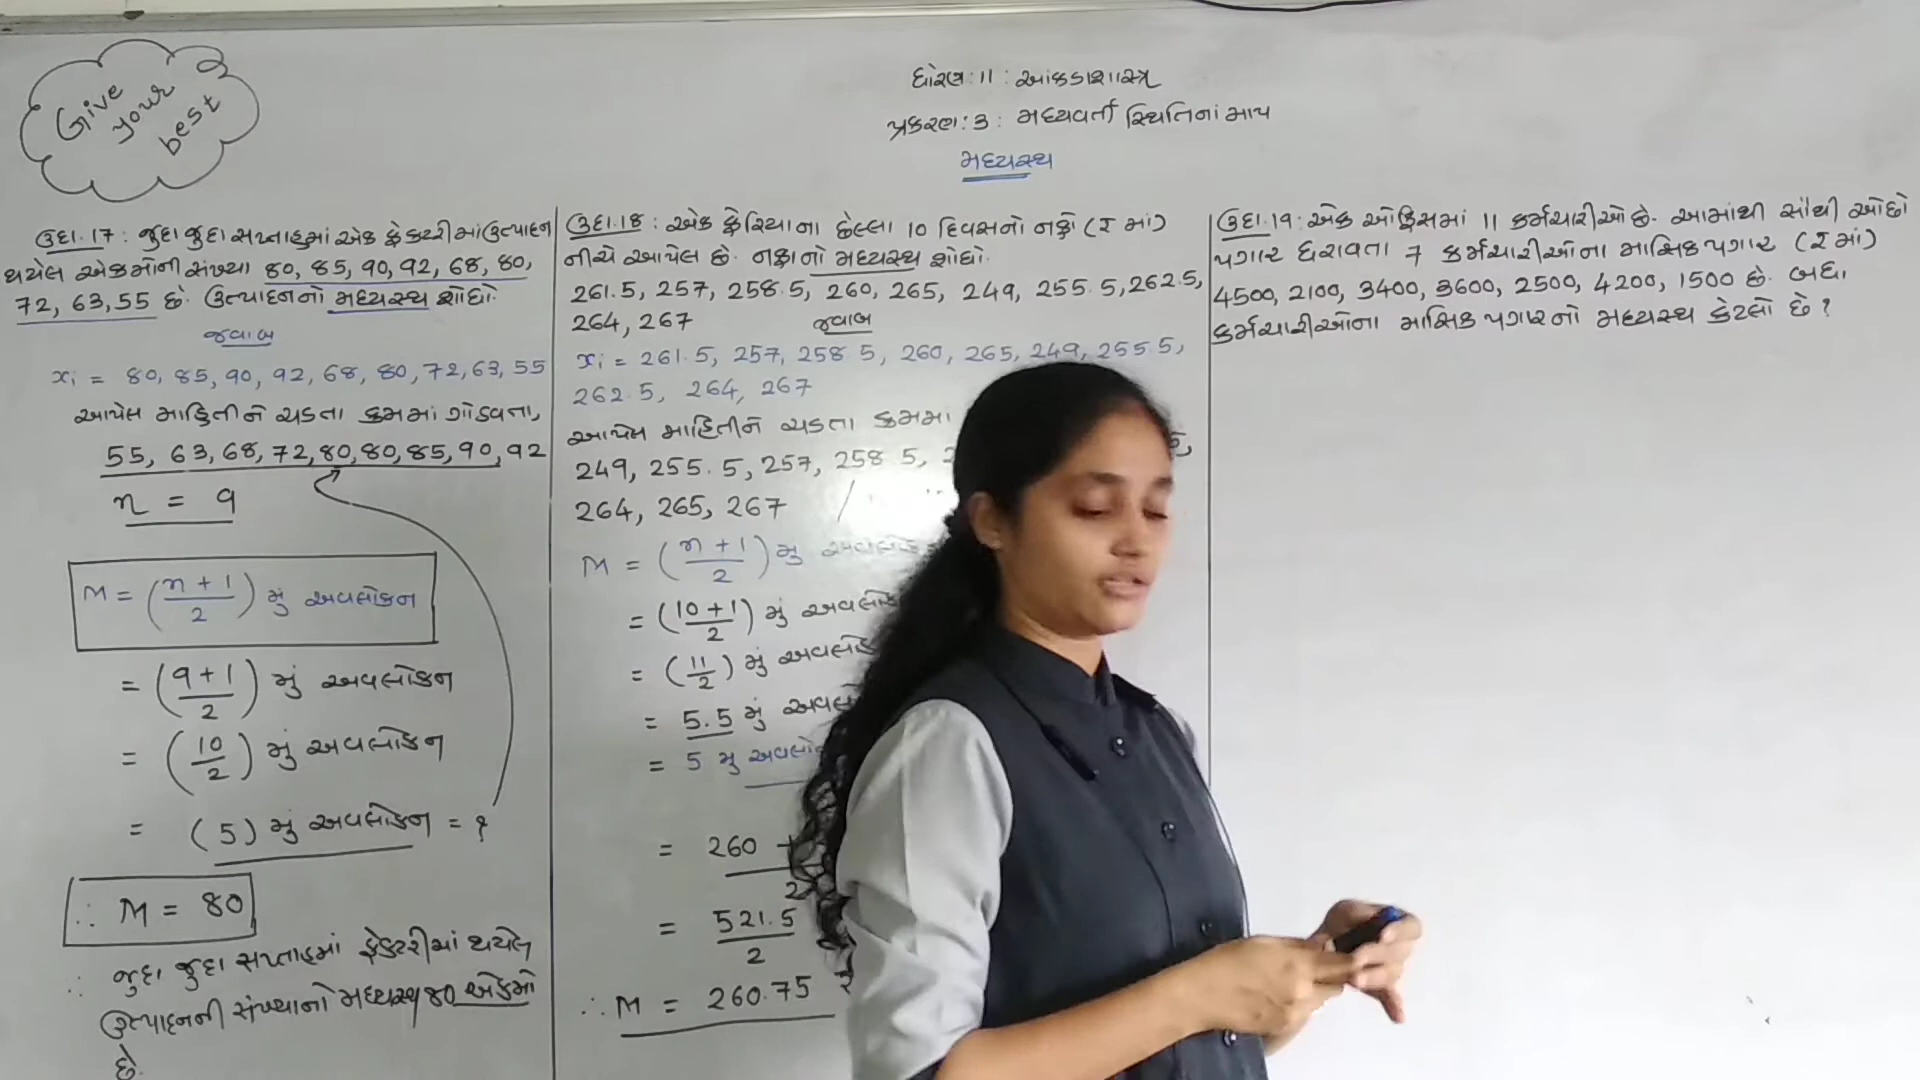 Give
your
best
ધોરણ : 11 : આંકડાશાસ્ત્ર
પ્રકરણ : 3 : મધ્યવર્તી સ્થિતિનાં માપ
મધ્યસ્થ
ઉદા. 17 : જુદા જુદા સપ્તાહમાં એક ફેક્ટરીમાં ઉત્પાદન
થયેલ એકમોની સંખ્યા 80, 85, 90, 92, 68, 80,
72, 63, 55 છે. ઉત્પાદનનો મધ્યસ્થ શોધો.
જવાબ
xi = 80, 85, 90, 92, 68, 80, 72, 63, 55
આપેલ માહિતીને ચડતા ક્રમમાં ગોઠવતા,
55, 63, 68, 72, 80, 80, 85, 90, 92
n = 9
M = (n + 1 / 2) મું અવલોકન
= (9 + 1 / 2) મું અવલોકન
= (10 / 2) મું અવલોકન
= (5) મું અવલોકન = ?
∴ M = 80
∴ જુદા જુદા સપ્તાહમાં ફેક્ટરીમાં થયેલ
ઉત્પાદનની સંખ્યાનો મધ્યસ્થ 80 એકમો
છે.
ઉદા. 18 : એક ફેરિયાના છેલ્લા 10 દિવસનો નફો (₹ માં)
નીચે આપેલ છે. નફાનો મધ્યસ્થ શોધો.
261.5, 257, 258.5, 260, 265, 249, 255.5, 262.5,
264, 267
જવાબ
xi = 261.5, 257, 258.5, 260, 265, 249, 255.5,
262.5, 264, 267
આપેલ માહિતીને ચડતા ક્રમમાં
249, 255.5, 257, 258.5,
264, 265, 267
M = (n + 1 / 2) મુ
= (10 + 1 / 2) મું
= (11 / 2) મું
= 5.5 મું
= 5 મુ
= 260 + / 2
= 521.5 / 2
∴ M = 260.75 ₹
ઉદા. 19 : એક ઓફિસમાં 11 કર્મચારીઓ છે. આમાંથી સૌથી ઓછો
પગાર ધરાવતા 7 કર્મચારીઓના માસિક પગાર (₹ માં)
4500, 2100, 3400, 3600, 2500, 4200, 1500 છે. બધા
કર્મચારીઓના માસિક પગારનો મધ્યસ્થ કેટલો છે ?